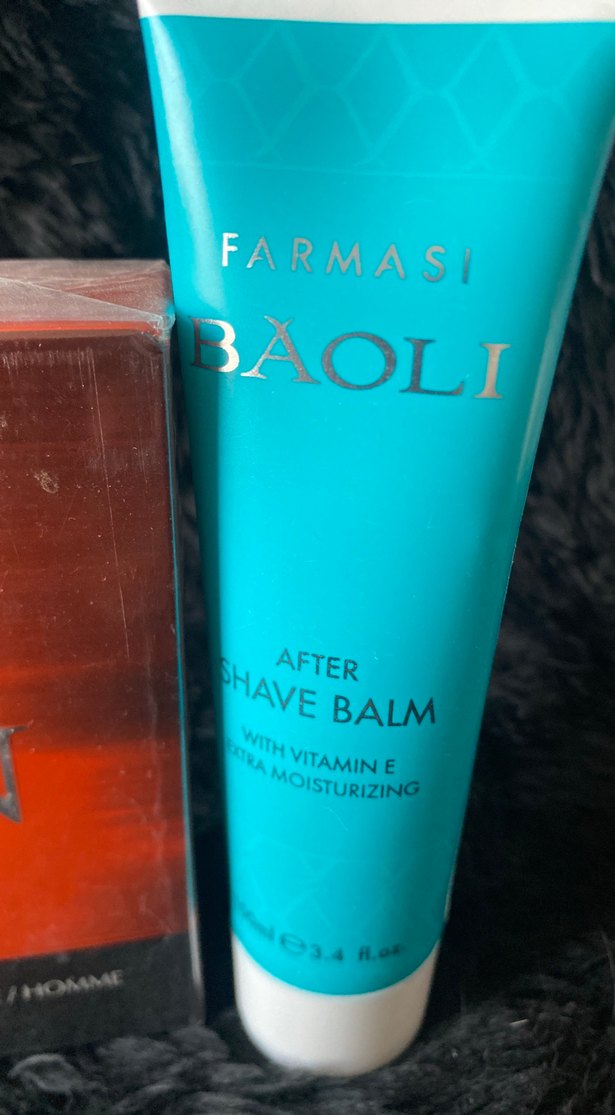 FARMASI
BAOLI
AFTER
SHAVE BALM
WITH VITAMIN E
EXTRA MOISTURIZING
e 3.4 fl.oz.
/ HOMME